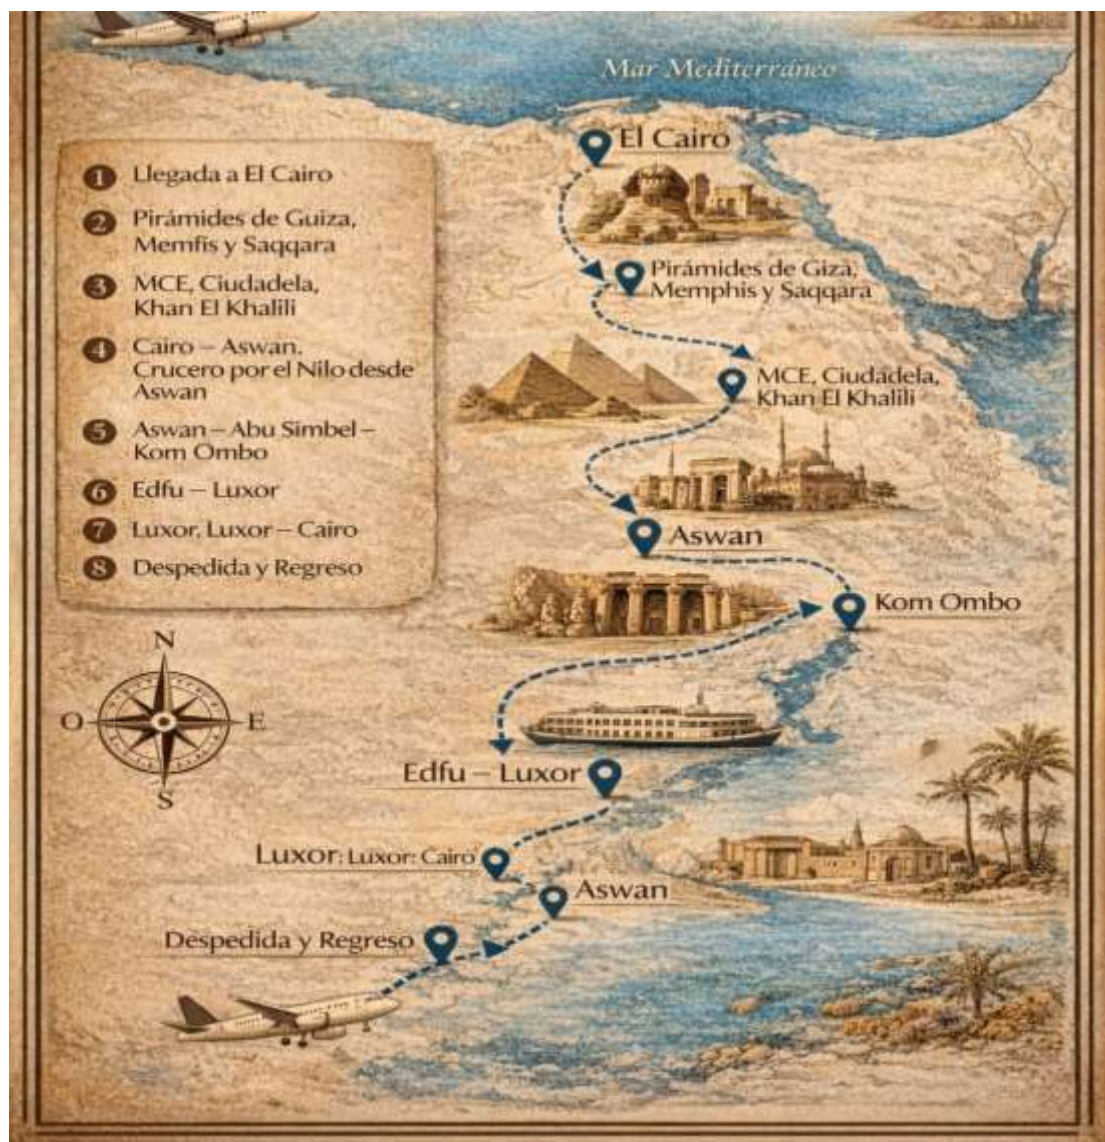 Mar Mediterráneo
El Cairo
1 Llegada a El Cairo
2 Pirámides de Guiza,
Memfis y Saqqara
3 MCE, Ciudadela,
Khan El Khalili
4 Cairo – Aswan.
Crucero por el Nilo desde
Aswan
5 Aswan – Abu Simbel –
Kom Ombo
6 Edfu – Luxor
7 Luxor, Luxor – Cairo
8 Despedida y Regreso
Pirámides de Giza,
Memphis y Saqqara
MCE, Ciudadela,
Khan El Khalili
Aswan
Kom Ombo
N
O E
S
Edfu – Luxor
Luxor: Luxor: Cairo
Aswan
Despedida y Regreso